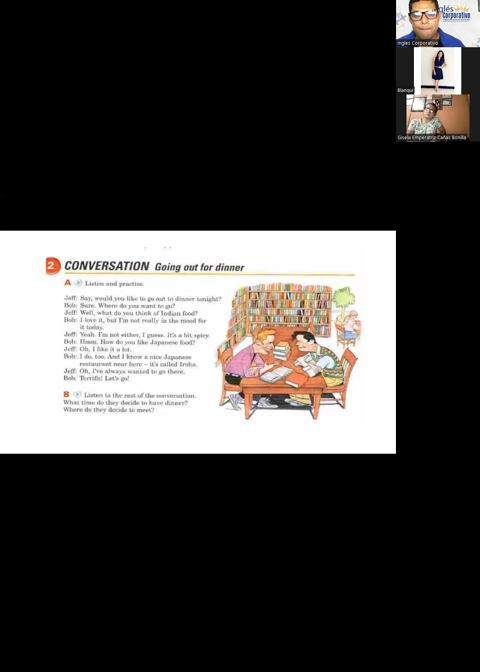 Inglés
Corporativo
Ingles Corporativo
Blanqui
Gisela Emperatriz Cañas Bonilla
2 CONVERSATION Going out for dinner
A Listen and practice.
Jeff: Say, would you like to go out to dinner tonight?
Bob: Sure. Where do you want to go?
Jeff: Well, what do you think of Indian food?
Bob: I love it, but I'm not really in the mood for
it today.
Jeff: Yeah. I'm not either, I guess. It's a bit spicy.
Bob: Hmm. How do you like Japanese food?
Jeff: Oh, I like it a lot.
Bob: I do, too. And I know a nice Japanese
restaurant near here – it's called Iroha.
Jeff: Oh, I've always wanted to go there.
Bob: Terrific! Let's go!
B Listen to the rest of the conversation.
What time do they decide to have dinner?
Where do they decide to meet?